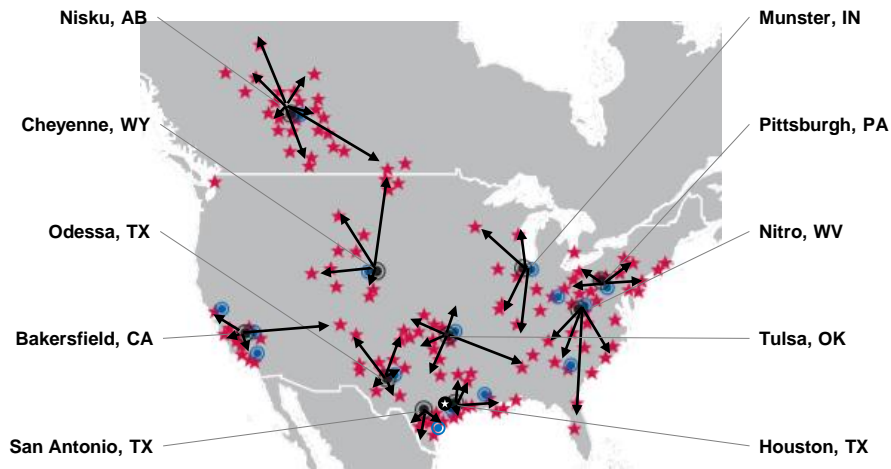 Nisku, AB
Munster, IN
Cheyenne, WY
Pittsburgh, PA
Odessa, TX
Nitro, WV
Bakersfield, CA
Tulsa, OK
San Antonio, TX
Houston, TX